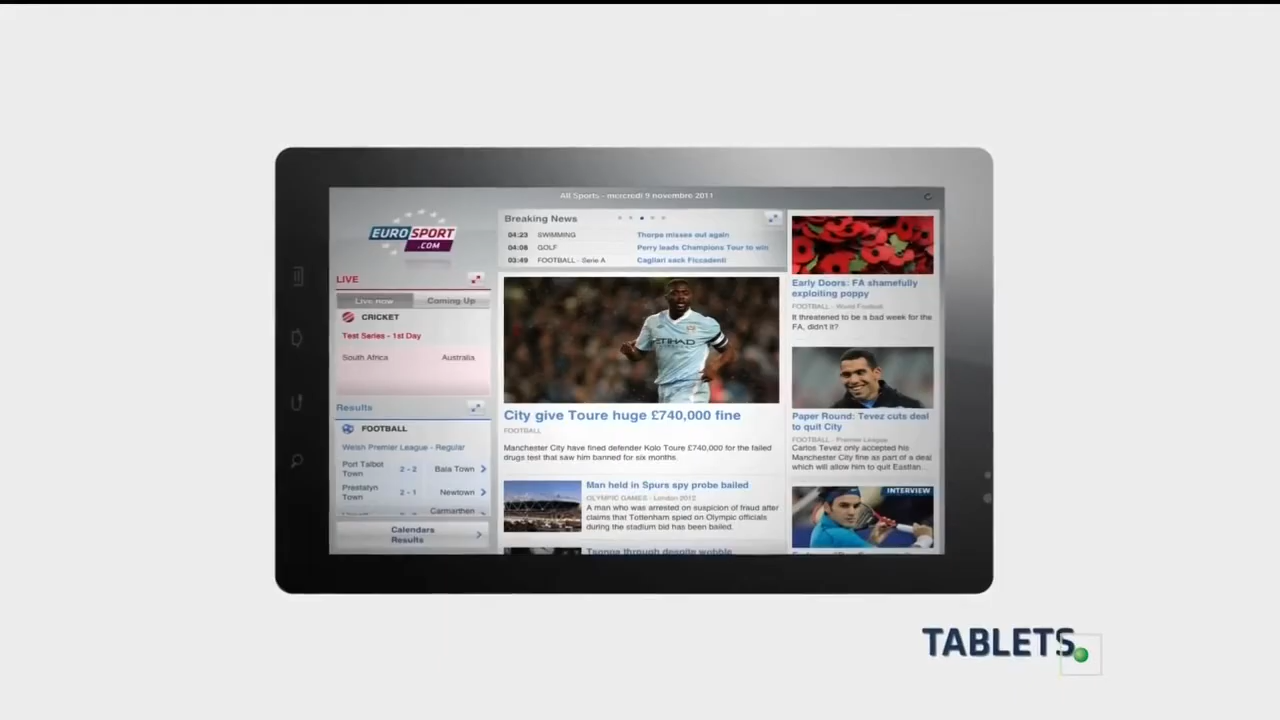 All Sports - mercredi 9 novembre 2011
EUROSPORT
.COM
LIVE
Live now
Coming Up
CRICKET
Test Series - 1st Day
South Africa
Australia
Results
FOOTBALL
Welsh Premier League - Regular
Port Talbot
Town
2 - 2
Bala Town
Prestatyn
Town
2 - 1
Newtown
Carmarthen
Calendars
Results
Breaking News
04:23 SWIMMING Thorpe misses out again
04:08 GOLF Perry leads Champions Tour to win
03:49 FOOTBALL - Serie A Cagliari sack Ficcadenti
ETIHAD
City give Toure huge £740,000 fine
FOOTBALL
Manchester City have fined defender Kolo Toure £740,000 for the failed
drugs test that saw him banned for six months.
Man held in Spurs spy probe bailed
OLYMPIC GAMES - London 2012
A man who was arrested on suspicion of fraud after
claims that Tottenham spied on Olympic officials
during the stadium bid has been bailed.
Tsonga through despite wobble
Early Doors: FA shamefully
exploiting poppy
FOOTBALL - World Football
It threatened to be a bad week for the
FA, didn't it?
Paper Round: Tevez cuts deal
to quit City
FOOTBALL - Premier League
Carlos Tevez only accepted his
Manchester City fine as part of a deal
which will allow him to quit Eastlan...
INTERVIEW
TABLETS